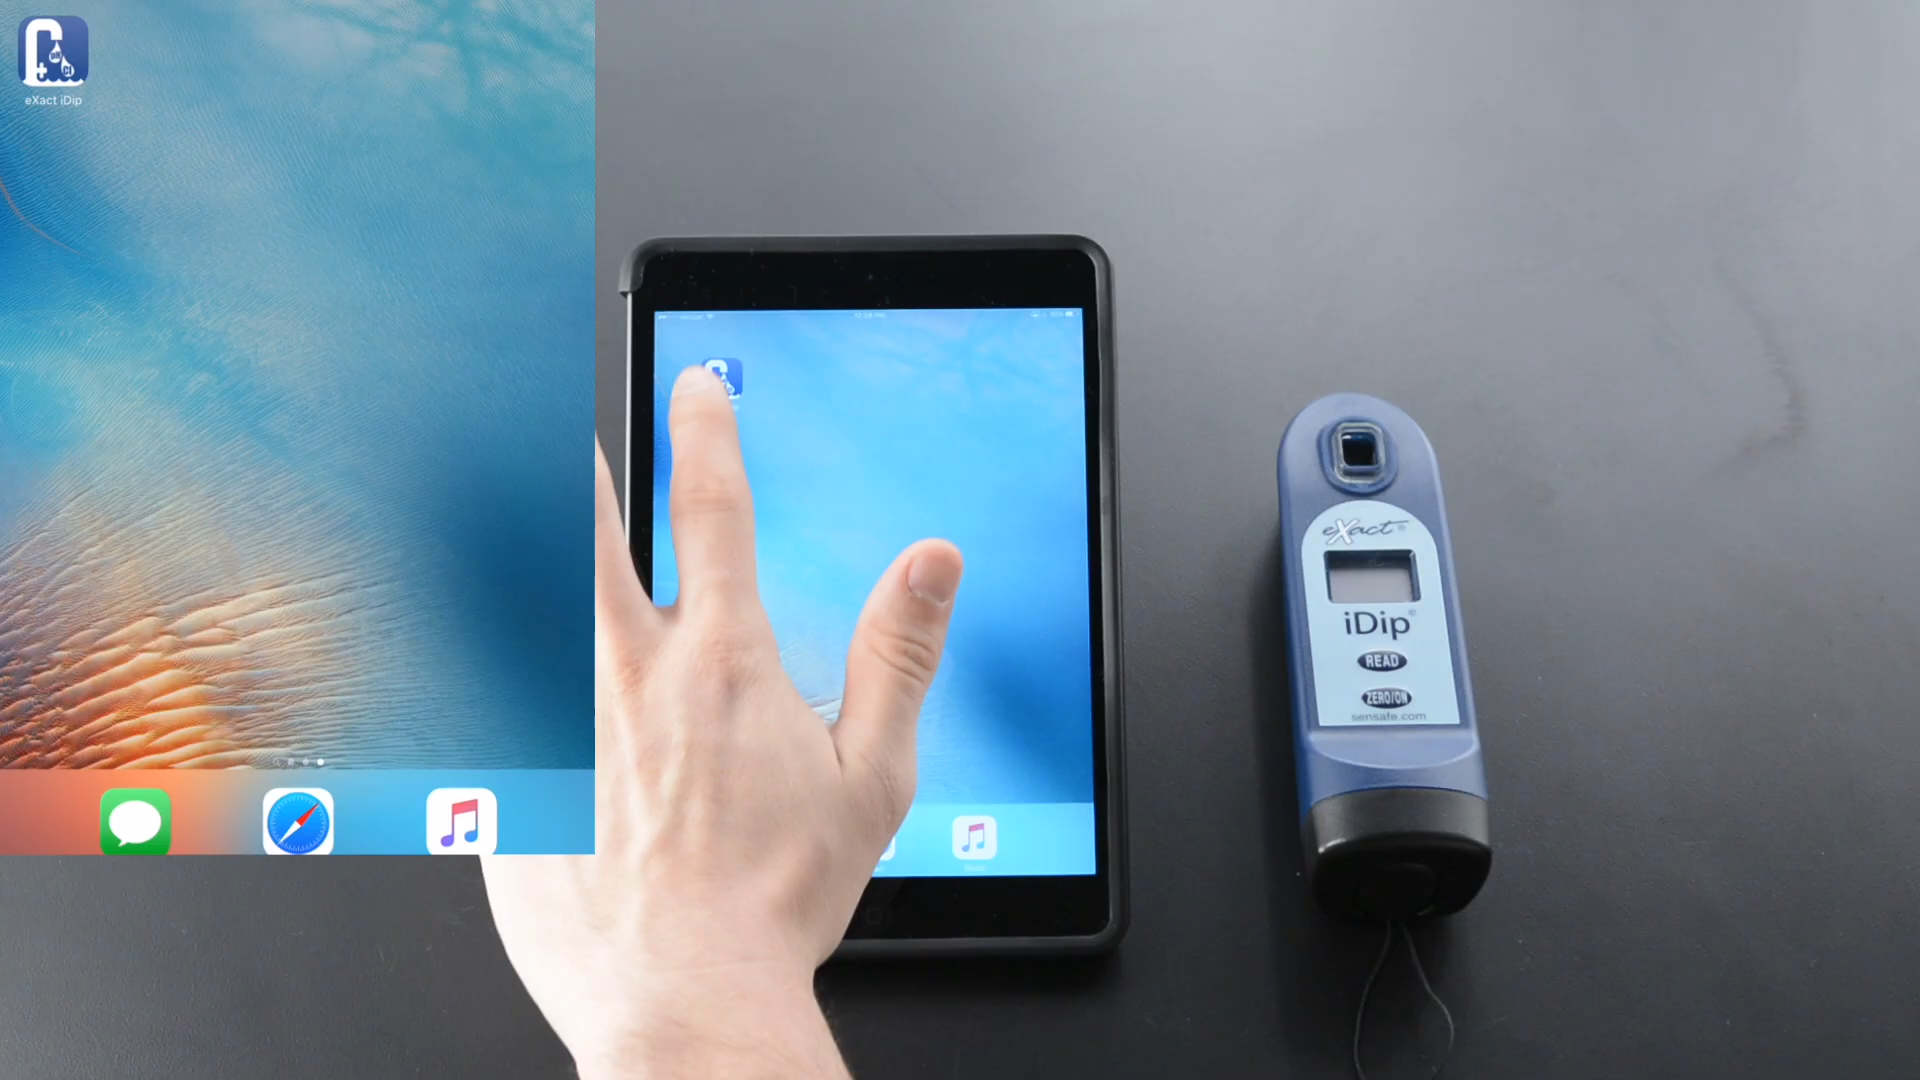 eXact iDip
eXact®
iDip©
READ
ZERO/ON
sensafe.com